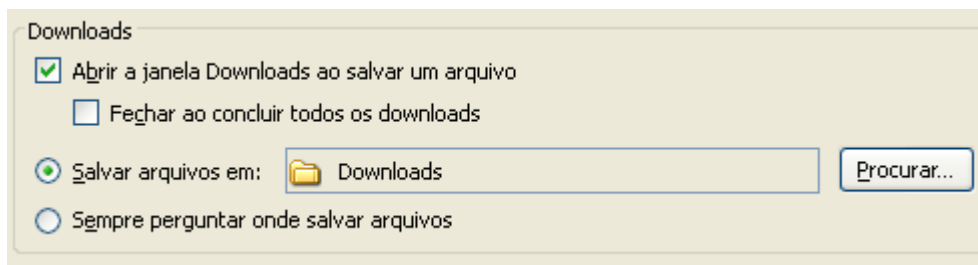 Downloads
Abrir a janela Downloads ao salvar um arquivo
Fechar ao concluir todos os downloads
Salvar arquivos em: Downloads Procurar...
Sempre perguntar onde salvar arquivos